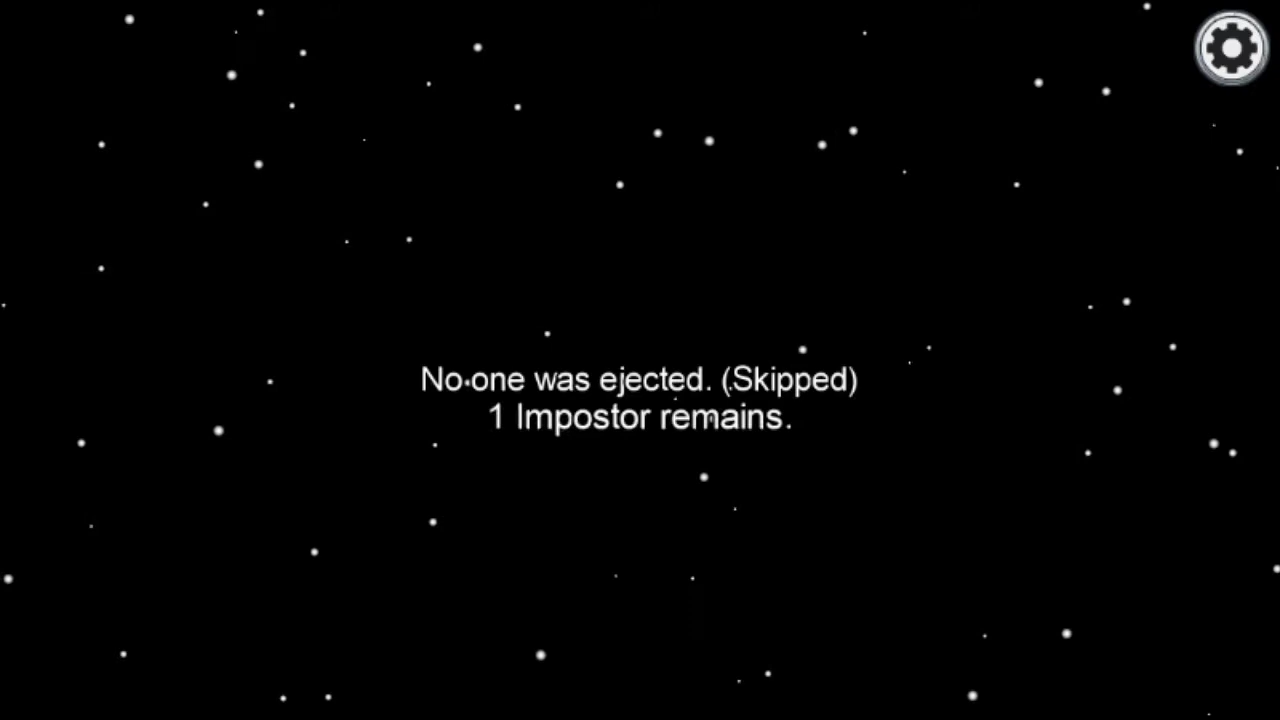 No one was ejected. (Skipped)
1 Impostor remains.